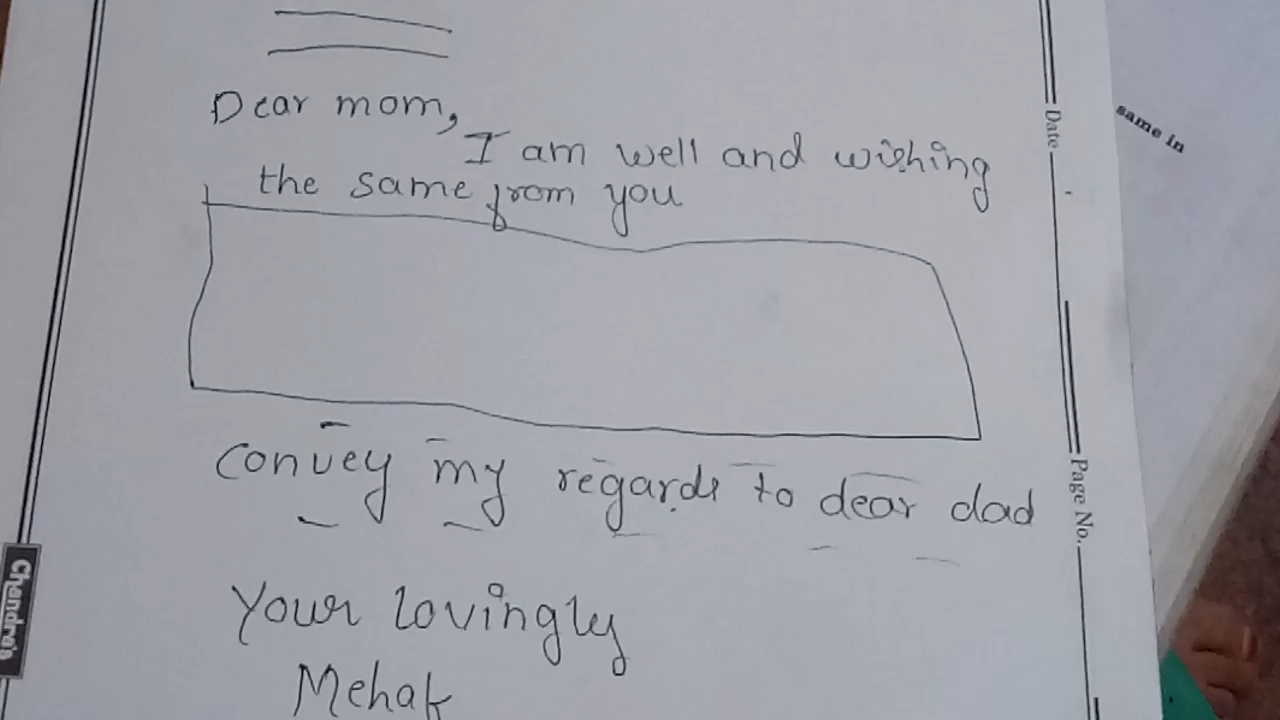 Dear mom,
I am well and wishing
the same from you
Convey my regards to dear dad
Your lovingly
Mehak
Date
Page No.
Chandra's
same in